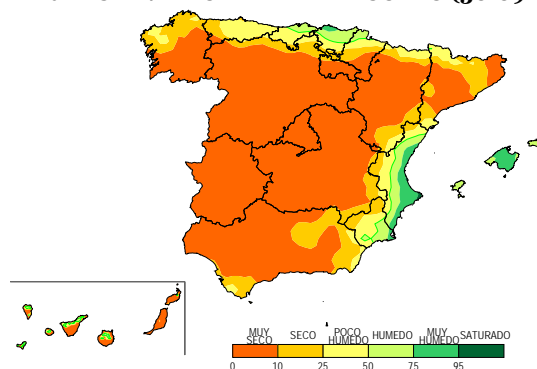 MUY SECO
SECO
POCO HUMEDO
HUMEDO
MUY HUMEDO
SATURADO
0 10 25 50 75 95